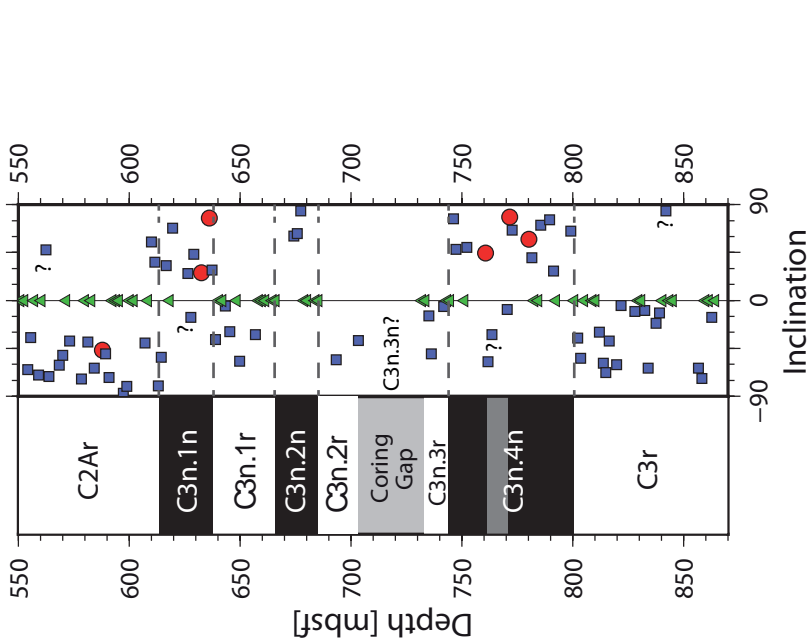 550
600
650
700
750
800
850
Inclination
90
0
−90
?
?
C3n.3n?
?
?
C2Ar
C3n.1n
C3n.1r
C3n.2n
C3n.2r
Coring
Gap
C3n.3r
C3n.4n
C3r
550
600
650
700
750
800
850
Depth [mbsf]